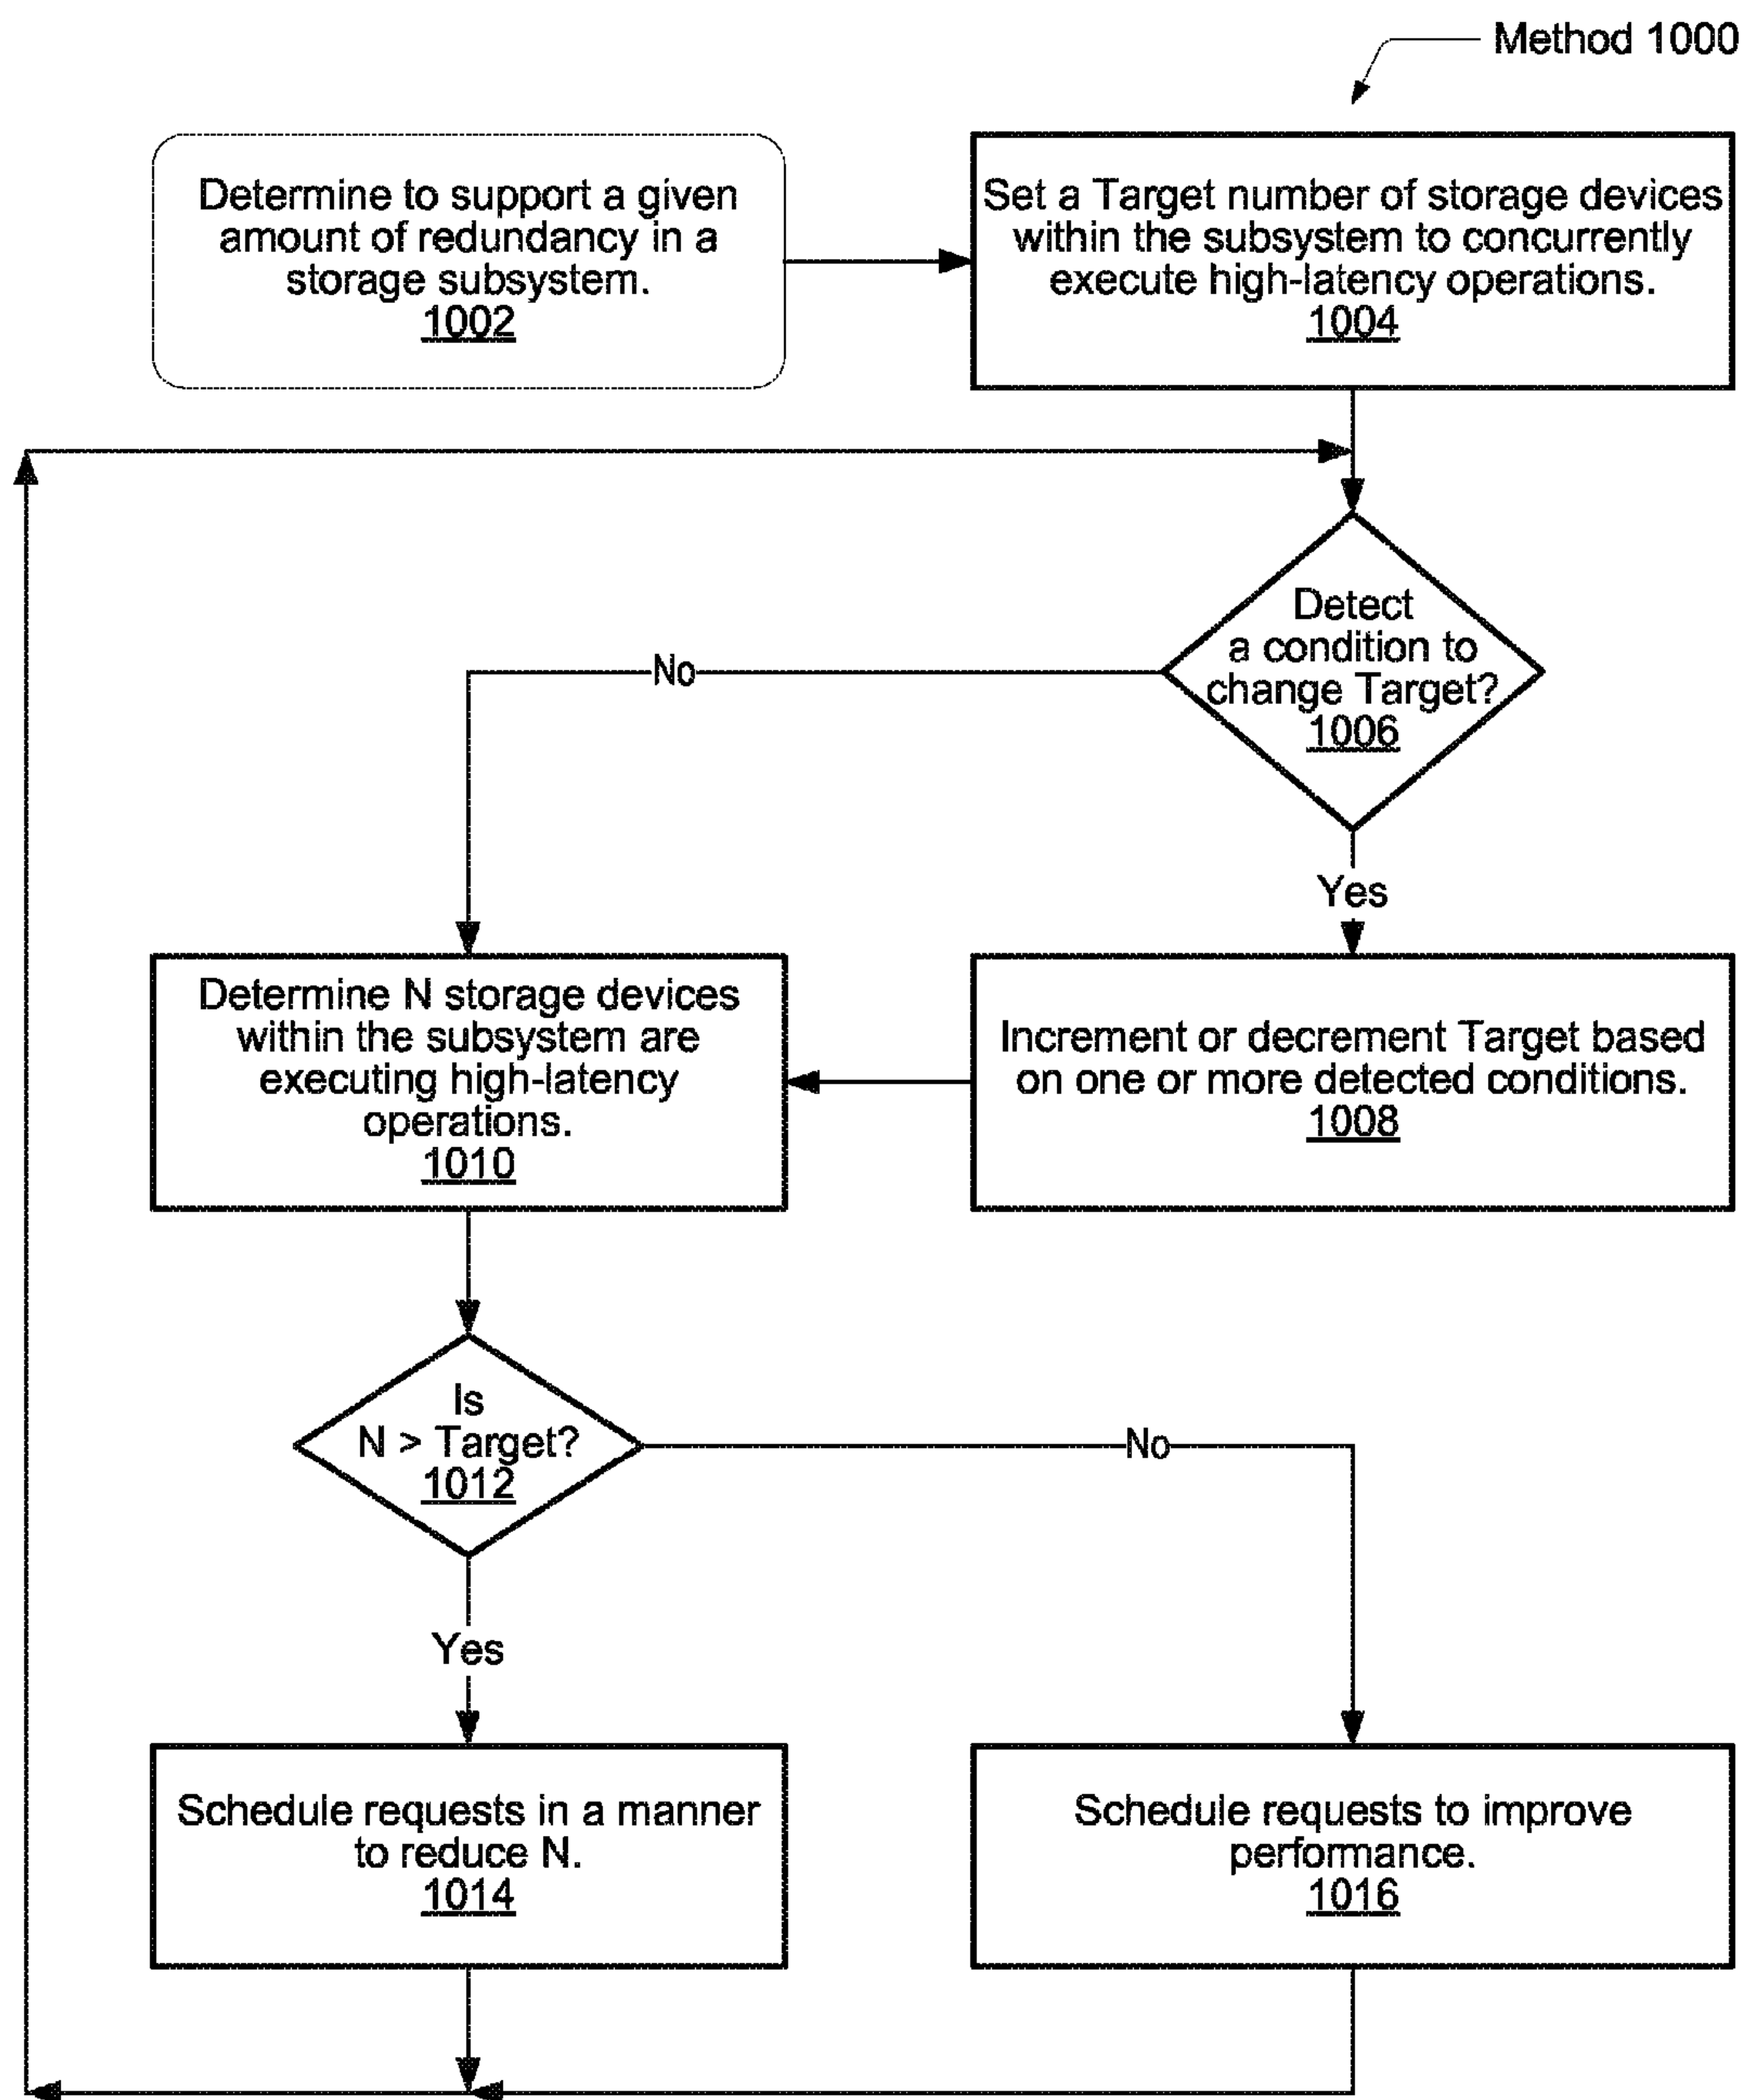 Method 1000
Determine to support a given
amount of redundancy in a
storage subsystem.
1002
Set a Target number of storage devices
within the subsystem to concurrently
execute high-latency operations.
1004
Detect
a condition to
change Target?
1006
No
Yes
Determine N storage devices
within the subsystem are
executing high-latency
operations.
1010
Increment or decrement Target based
on one or more detected conditions.
1008
Is
N > Target?
1012
No
Yes
Schedule requests in a manner
to reduce N.
1014
Schedule requests to improve
performance.
1016